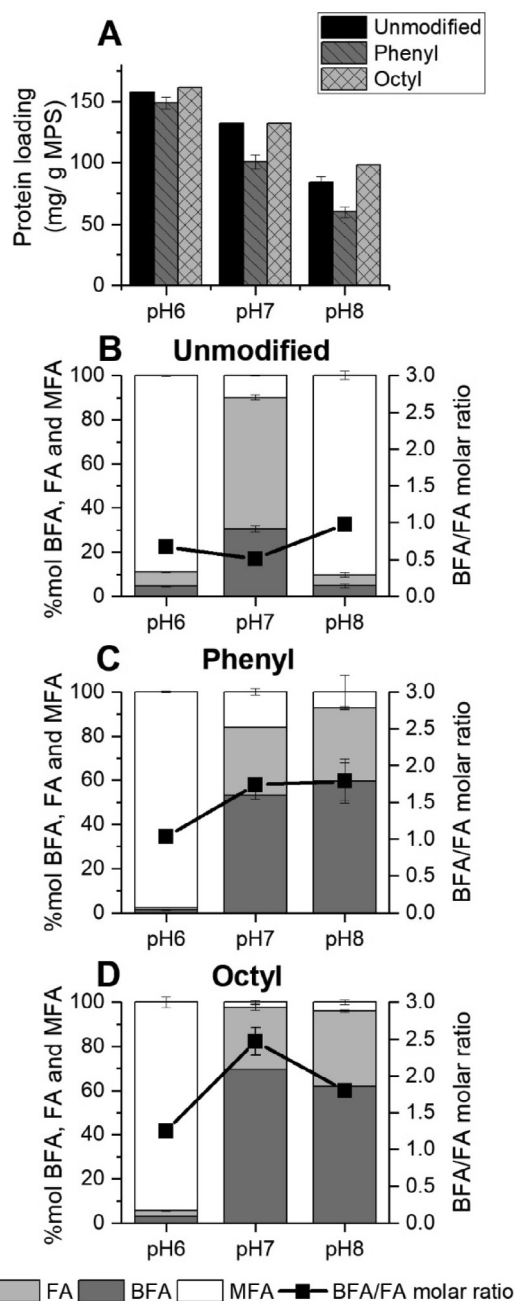 A
Unmodified
Phenyl
Octyl
Protein loading
(mg/ g MPS)
150
100
50
0
pH6 pH7 pH8
B Unmodified
%mol BFA, FA and MFA
100
80
60
40
20
0
3.0
2.5
2.0
1.5
1.0
0.5
0.0
BFA/FA molar ratio
pH6 pH7 pH8
C Phenyl
%mol BFA, FA and MFA
100
80
60
40
20
0
3.0
2.5
2.0
1.5
1.0
0.5
0.0
BFA/FA molar ratio
pH6 pH7 pH8
D Octyl
%mol BFA, FA and MFA
100
80
60
40
20
0
3.0
2.5
2.0
1.5
1.0
0.5
0.0
BFA/FA molar ratio
pH6 pH7 pH8
FA BFA MFA BFA/FA molar ratio